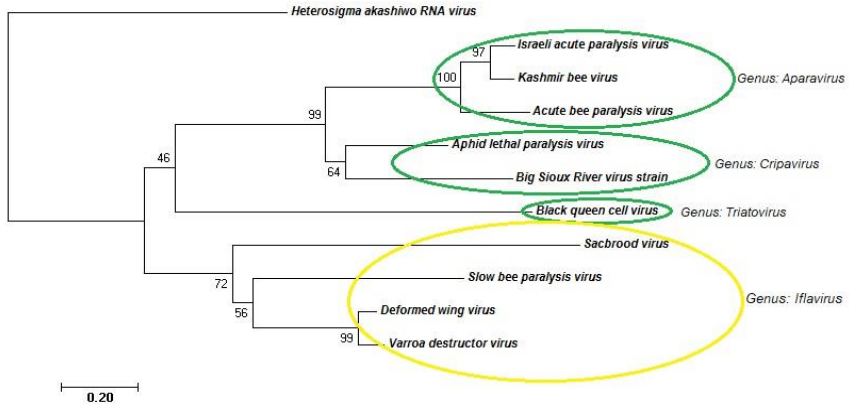 Heterosigma akashiwo RNA virus
Israeli acute paralysis virus
97
Kashmir bee virus
Genus: Aparavirus
100
Acute bee paralysis virus
99
Aphid lethal paralysis virus
Genus: Cripavirus
64
Big Sioux River virus strain
46
Black queen cell virus
Genus: Triatovirus
Sacbrood virus
72
Slow bee paralysis virus
Genus: Iflavirus
56
Deformed wing virus
99
Varroa destructor virus
0.20